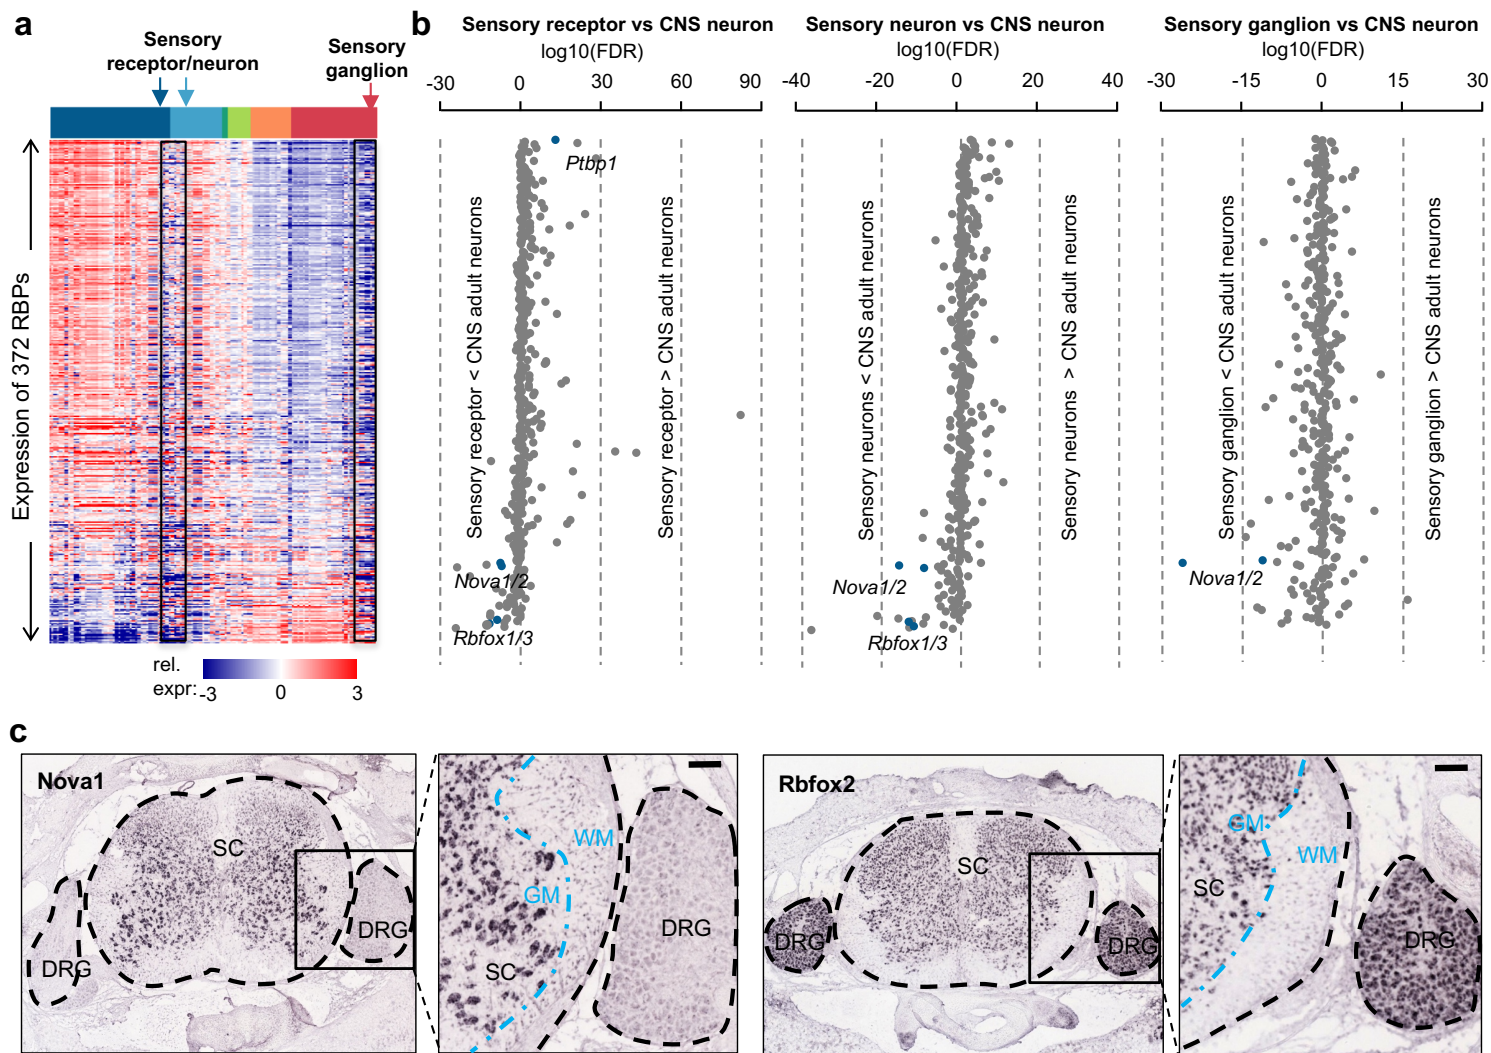 a
Sensory
receptor/neuron
Sensory
ganglion
Expression of 372 RBPs
rel.
expr:
-3
0
3
b
Sensory receptor vs CNS neuron
log10(FDR)
-30
0
30
60
90
Sensory receptor < CNS adult neurons
Sensory receptor > CNS adult neurons
Ptbp1
Nova1/2
Rbfox1/3
Sensory neuron vs CNS neuron
log10(FDR)
-40
-20
0
20
40
Sensory neurons < CNS adult neurons
Sensory neurons > CNS adult neurons
Nova1/2
Rbfox1/3
Sensory ganglion vs CNS neuron
log10(FDR)
-30
-15
0
15
30
Sensory ganglion < CNS adult neurons
Sensory ganglion > CNS adult neurons
Nova1/2
c
Nova1
SC
DRG
DRG
WM
GM
SC
DRG
Rbfox2
SC
DRG
DRG
GM
WM
SC
DRG